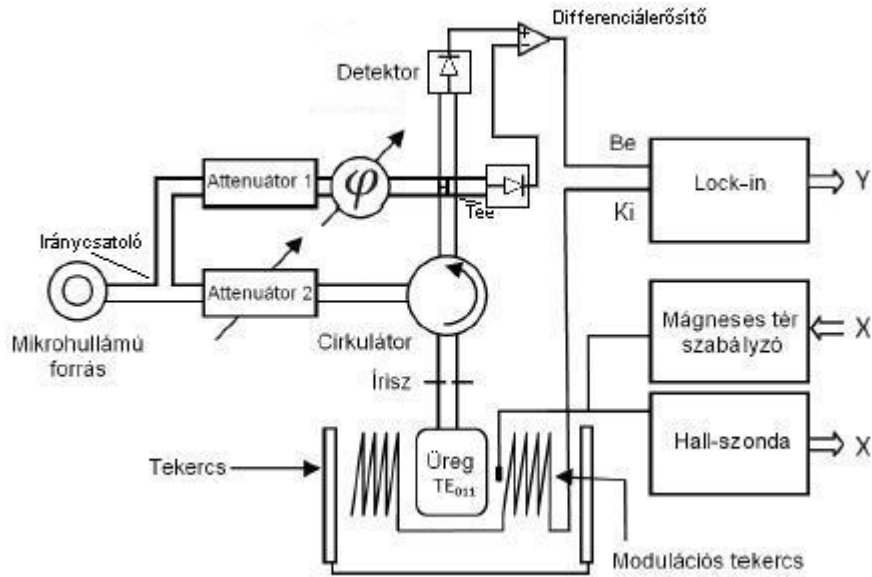 Differenciálerősítő
Detektor
+
-
Be
Attenuátor 1
φ
Lock-in
Y
Ki
Tee
Iránycsatoló
Attenuátor 2
Mikrohullámú
forrás
Cirkulátor
Mágneses tér
szabályzó
X
Írisz
Hall-szonda
X
Tekercs
Üreg
TE₀₁₁
Modulációs tekercs